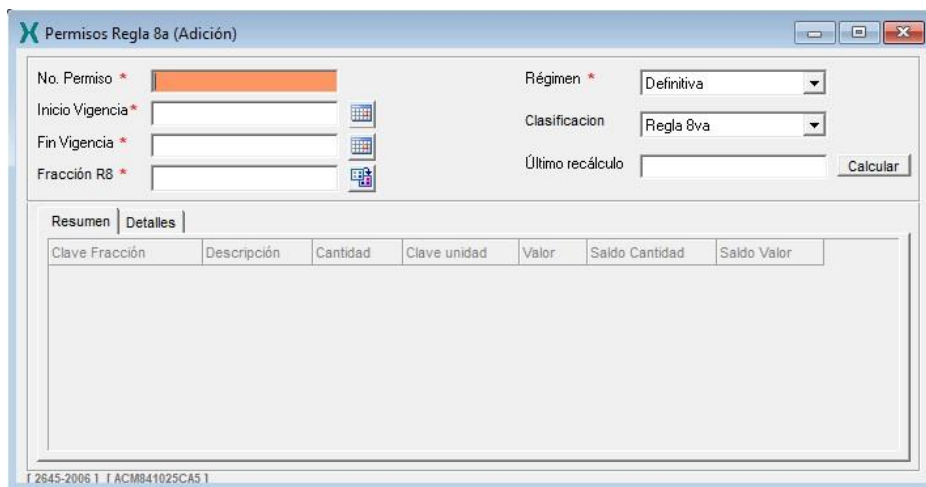 Permisos Regla 8a (Adición)
No. Permiso *
Régimen *
Definitiva
Inicio Vigencia*
Clasificacion
Regla 8va
Fin Vigencia *
Último recálculo
Calcular
Fracción R8 *
Resumen
Detalles
Clave Fracción
Descripción
Cantidad
Clave unidad
Valor
Saldo Cantidad
Saldo Valor
[ 2645-2006 ] [ ACM841025CA5 ]